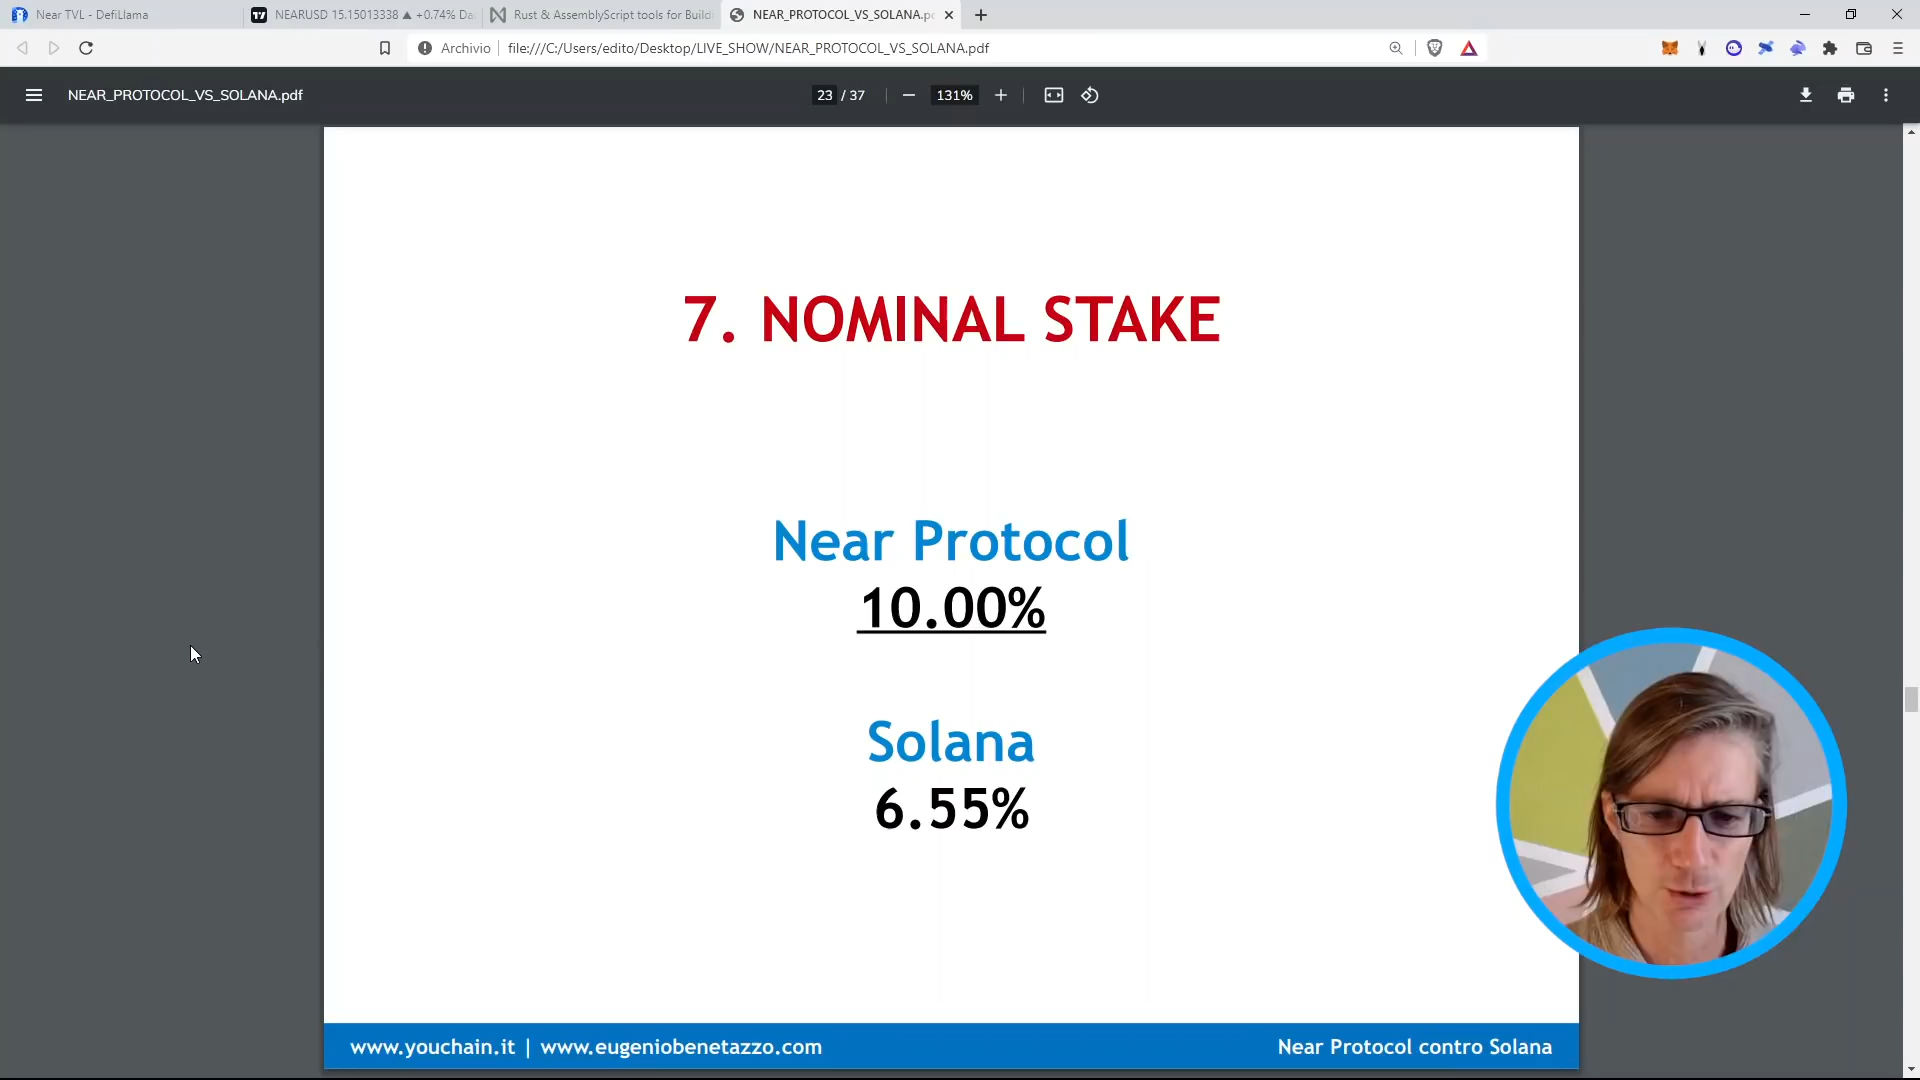 Near TVL - DefiLlama
NEARUSD 15.15013338 ▲ +0.74% Da
Rust & AssemblyScript tools for Build
NEAR_PROTOCOL_VS_SOLANA.p
Archivio
file:///C:/Users/edito/Desktop/LIVE_SHOW/NEAR_PROTOCOL_VS_SOLANA.pdf
NEAR_PROTOCOL_VS_SOLANA.pdf
23 / 37
131%
7. NOMINAL STAKE
Near Protocol
10.00%
Solana
6.55%
www.youchain.it | www.eugeniobenetazzo.com
Near Protocol contro Solana